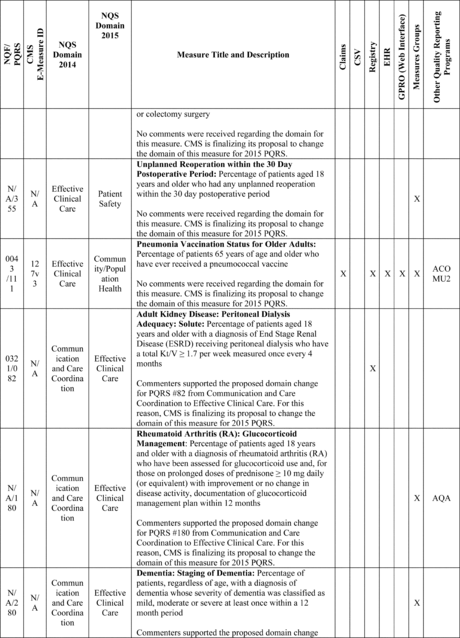 NQF/
PQRS
CMS
E-Measure ID
NQS
Domain
2014
NQS
Domain
2015
Measure Title and Description
Claims
CSV
Registry
EHR
GPRO (Web Interface)
Measures Groups
Other Quality Reporting
Programs
or colectomy surgery
No comments were received regarding the domain for
this measure. CMS is finalizing its proposal to change
the domain of this measure for 2015 PQRS.
N/
A/3
55
N/
A
Effective
Clinical
Care
Patient
Safety
Unplanned Reoperation within the 30 Day
Postoperative Period: Percentage of patients aged 18
years and older who had any unplanned reoperation
within the 30 day postoperative period
No comments were received regarding the domain for
this measure. CMS is finalizing its proposal to change
the domain of this measure for 2015 PQRS.
X
004
3
/11
1
12
7v
3
Effective
Clinical
Care
Commun
ity/Popul
ation
Health
Pneumonia Vaccination Status for Older Adults:
Percentage of patients 65 years of age and older who
have ever received a pneumococcal vaccine
No comments were received regarding the domain for
this measure. CMS is finalizing its proposal to change
the domain of this measure for 2015 PQRS.
X
X
X
X
X
ACO
MU2
032
1/0
82
N/
A
Commun
ication
and Care
Coordina
tion
Effective
Clinical
Care
Adult Kidney Disease: Peritoneal Dialysis
Adequacy: Solute: Percentage of patients aged 18
years and older with a diagnosis of End Stage Renal
Disease (ESRD) receiving peritoneal dialysis who have
a total Kt/V ≥ 1.7 per week measured once every 4
months
Commenters supported the proposed domain change
for PQRS #82 from Communication and Care
Coordination to Effective Clinical Care. For this
reason, CMS is finalizing its proposal to change the
domain of this measure for 2015 PQRS.
X
N/
A/1
80
N/
A
Commun
ication
and Care
Coordina
tion
Effective
Clinical
Care
Rheumatoid Arthritis (RA): Glucocorticoid
Management: Percentage of patients aged 18 years
and older with a diagnosis of rheumatoid arthritis (RA)
who have been assessed for glucocorticoid use and, for
those on prolonged doses of prednisone ≥ 10 mg daily
(or equivalent) with improvement or no change in
disease activity, documentation of glucocorticoid
management plan within 12 months
Commenters supported the proposed domain change
for PQRS #180 from Communication and Care
Coordination to Effective Clinical Care. For this
reason, CMS is finalizing its proposal to change the
domain of this measure for 2015 PQRS.
X
AQA
N/
A/2
80
N/
A
Commun
ication
and Care
Coordina
tion
Effective
Clinical
Care
Dementia: Staging of Dementia: Percentage of
patients, regardless of age, with a diagnosis of
dementia whose severity of dementia was classified as
mild, moderate or severe at least once within a 12
month period
Commenters supported the proposed domain change
X